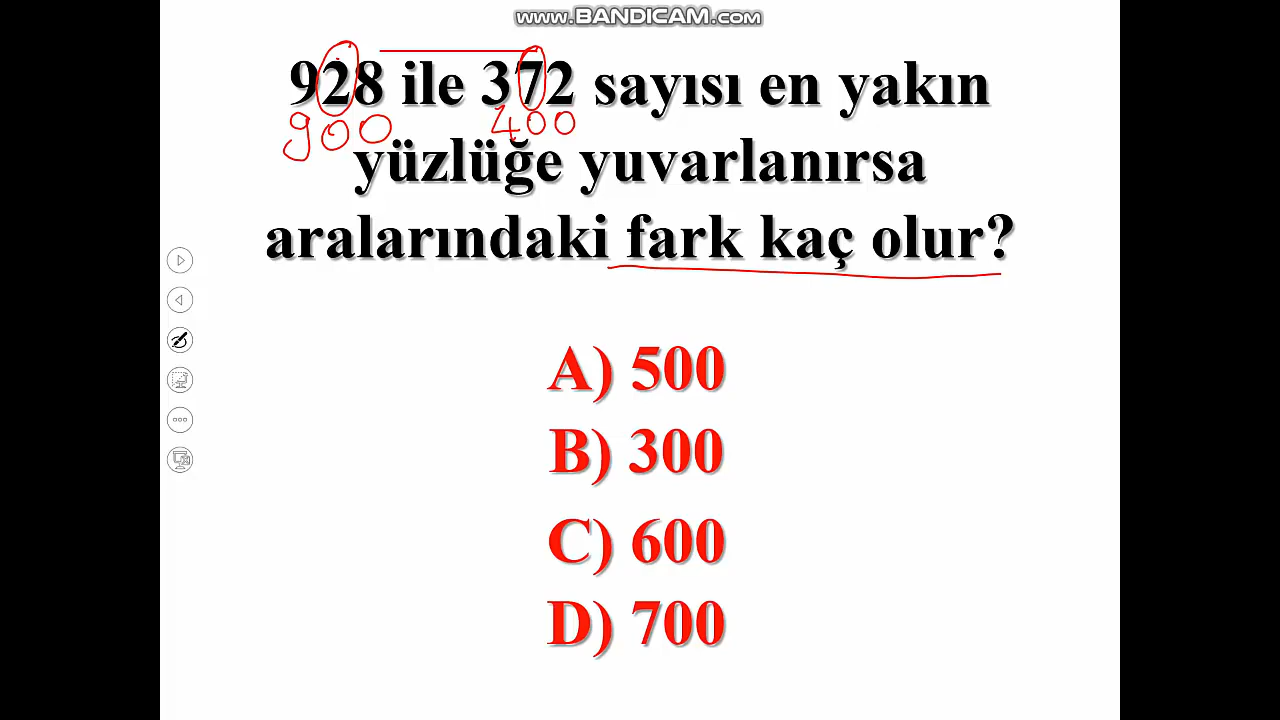 www.BANDICAM.com
928 ile 372 sayısı en yakın
900 400
yüzlüğe yuvarlanırsa
aralarındaki fark kaç olur?
A) 500
B) 300
C) 600
D) 700